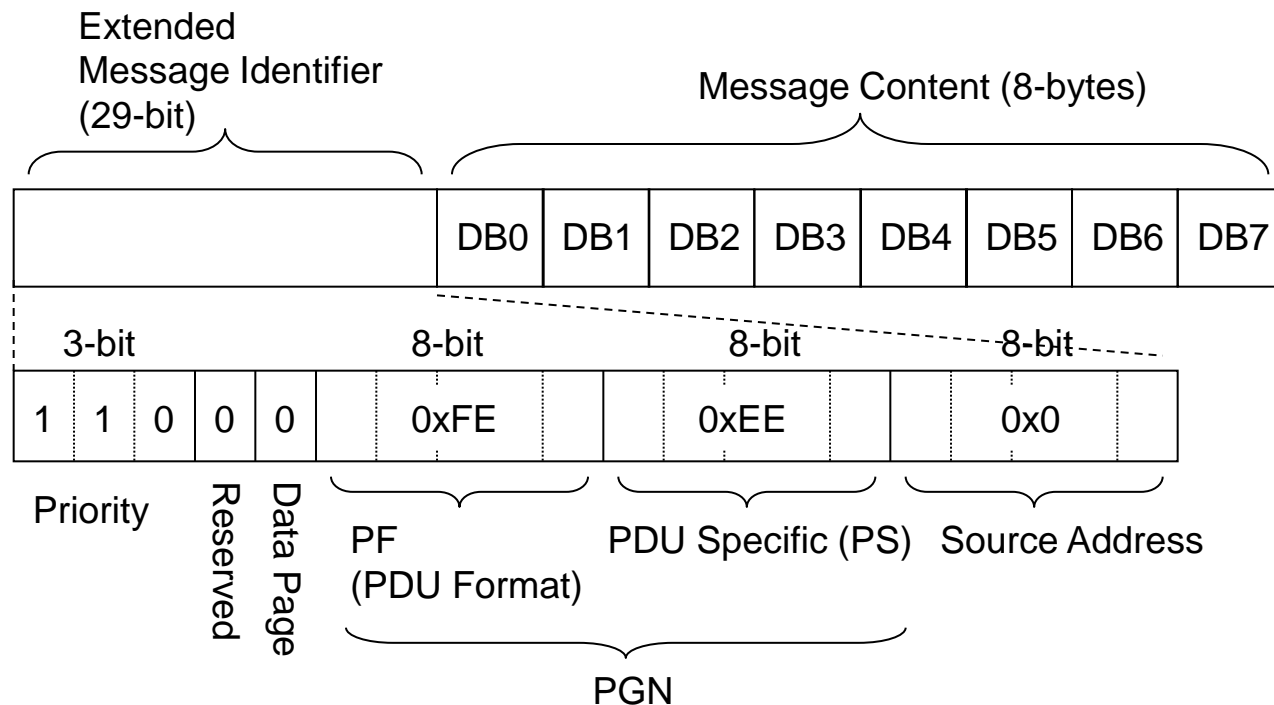 Extended
Message Identifier
(29-bit)
Message Content (8-bytes)
DB0 DB1 DB2 DB3 DB4 DB5 DB6 DB7
3-bit 8-bit 8-bit 8-bit
1 1 0 0 0 0xFE 0xEE 0x0
Priority
Reserved
Data Page
PF
(PDU Format)
PDU Specific (PS)
Source Address
PGN